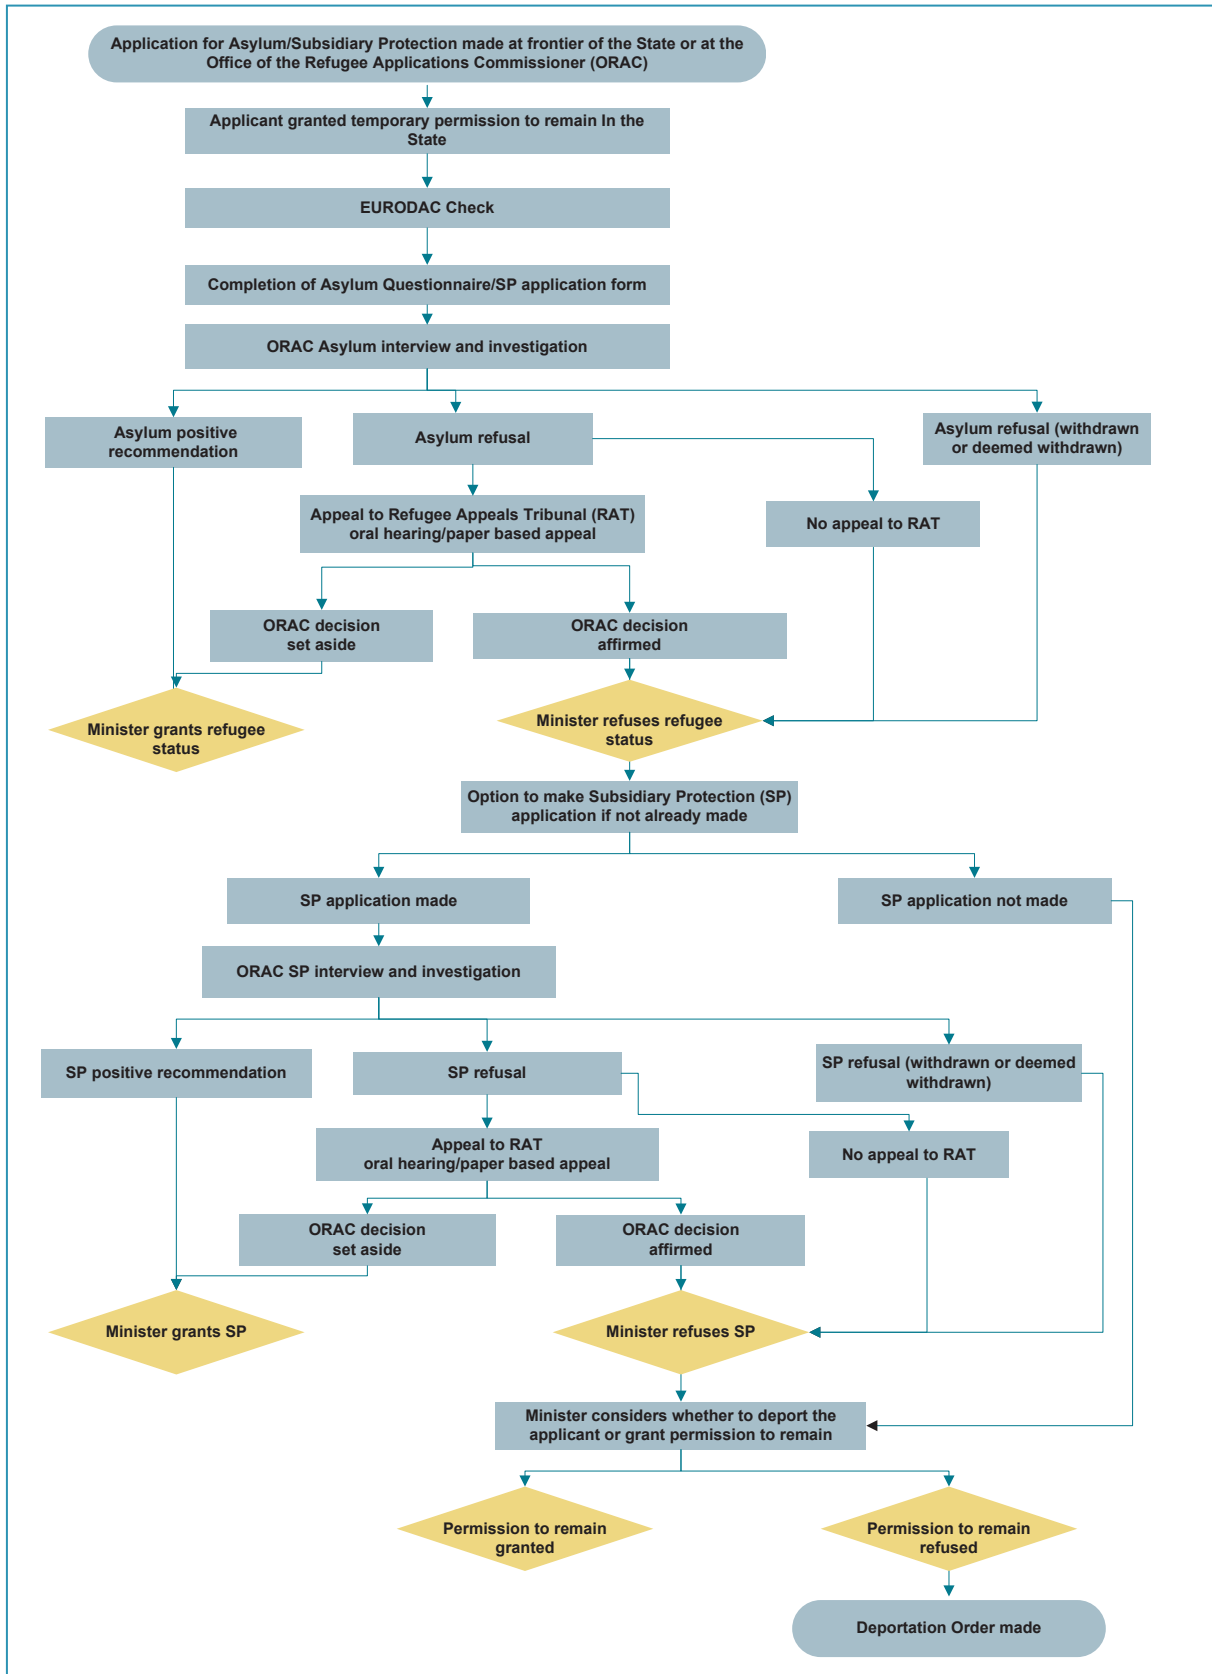 Application for Asylum/Subsidiary Protection made at frontier of the State or at the
Office of the Refugee Applications Commissioner (ORAC)
Applicant granted temporary permission to remain In the
State
EURODAC Check
Completion of Asylum Questionnaire/SP application form
ORAC Asylum interview and investigation
Asylum positive
recommendation
Asylum refusal
Asylum refusal (withdrawn
or deemed withdrawn)
Appeal to Refugee Appeals Tribunal (RAT)
oral hearing/paper based appeal
No appeal to RAT
ORAC decision
set aside
ORAC decision
affirmed
Minister grants refugee
status
Minister refuses refugee
status
Option to make Subsidiary Protection (SP)
application if not already made
SP application made
SP application not made
ORAC SP interview and investigation
SP positive recommendation
SP refusal
SP refusal (withdrawn or deemed
withdrawn)
Appeal to RAT
oral hearing/paper based appeal
No appeal to RAT
ORAC decision
set aside
ORAC decision
affirmed
Minister grants SP
Minister refuses SP
Minister considers whether to deport the
applicant or grant permission to remain
Permission to remain
granted
Permission to remain
refused
Deportation Order made